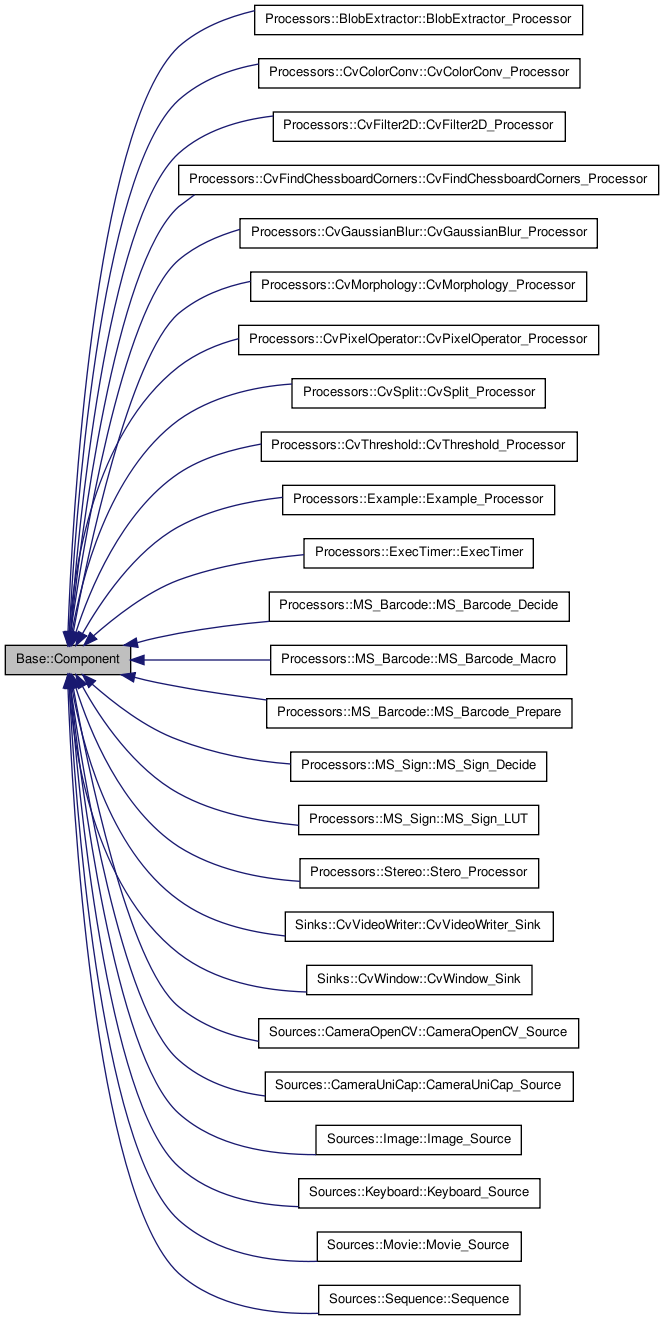 Processors::BlobExtractor::BlobExtractor_Processor
Processors::CvColorConv::CvColorConv_Processor
Processors::CvFilter2D::CvFilter2D_Processor
Processors::CvFindChessboardCorners::CvFindChessboardCorners_Processor
Processors::CvGaussianBlur::CvGaussianBlur_Processor
Processors::CvMorphology::CvMorphology_Processor
Processors::CvPixelOperator::CvPixelOperator_Processor
Processors::CvSplit::CvSplit_Processor
Processors::CvThreshold::CvThreshold_Processor
Processors::Example::Example_Processor
Processors::ExecTimer::ExecTimer
Processors::MS_Barcode::MS_Barcode_Decide
Base::Component
Processors::MS_Barcode::MS_Barcode_Macro
Processors::MS_Barcode::MS_Barcode_Prepare
Processors::MS_Sign::MS_Sign_Decide
Processors::MS_Sign::MS_Sign_LUT
Processors::Stereo::Stero_Processor
Sinks::CvVideoWriter::CvVideoWriter_Sink
Sinks::CvWindow::CvWindow_Sink
Sources::CameraOpenCV::CameraOpenCV_Source
Sources::CameraUniCap::CameraUniCap_Source
Sources::Image::Image_Source
Sources::Keyboard::Keyboard_Source
Sources::Movie::Movie_Source
Sources::Sequence::Sequence